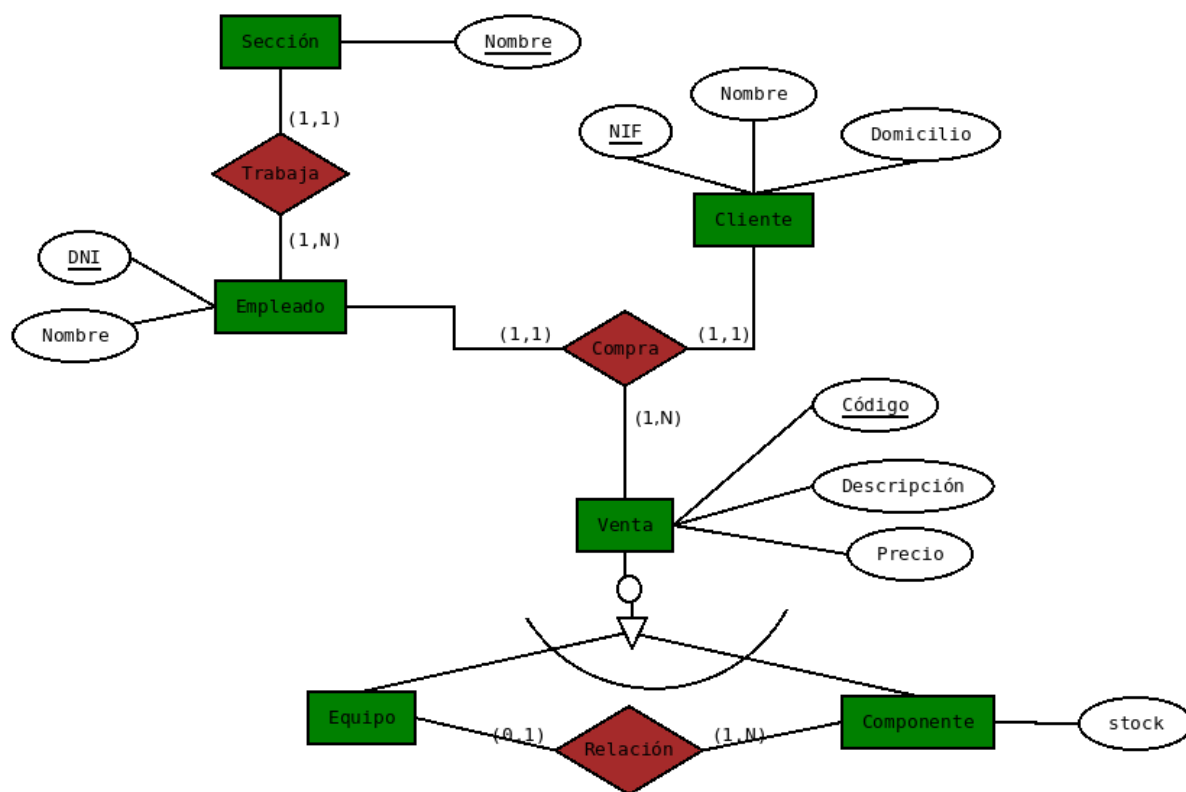 Sección
Nombre
(1,1)
Trabaja
(1,N)
NIF
Nombre
Domicilio
Cliente
DNI
Nombre
Empleado
(1,1)
Compra
(1,1)
(1,N)
Código
Descripción
Precio
Venta
Equipo
(0,1)
Relación
(1,N)
Componente
stock